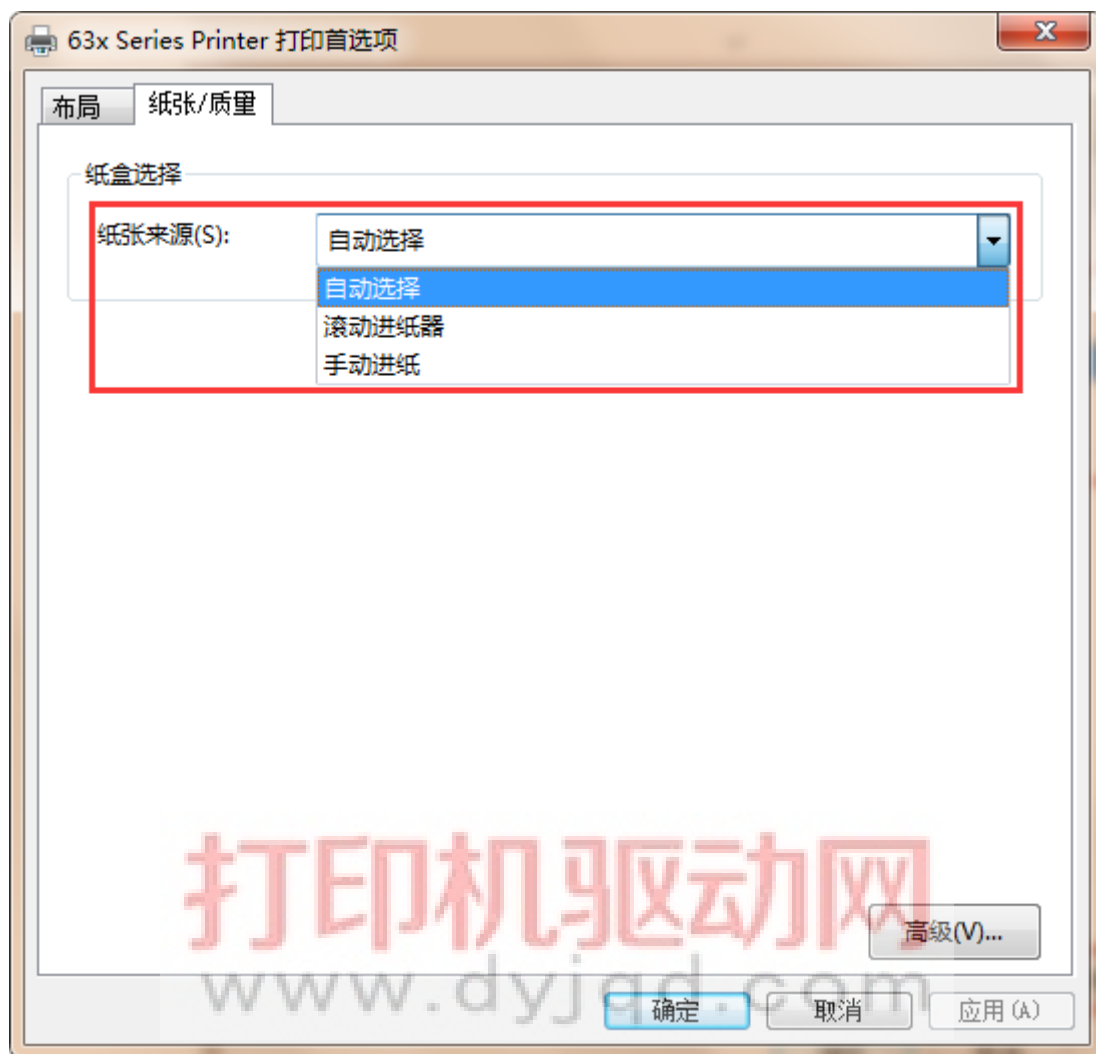 63x Series Printer 打印首选项
布局 纸张/质量
纸盒选择
纸张来源(S): 自动选择
自动选择
滚动进纸器
手动进纸
打印机驱动网
高级(V)...
www.dyjqd.com
确定 取消 应用(A)